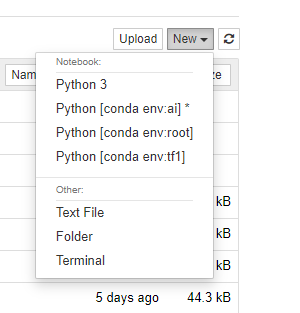 Upload New
Nam ze
Notebook:
Python 3
Python [conda env:ai] *
Python [conda env:root]
Python [conda env:tf1]
kB
kB
kB
Other:
Text File
Folder
Terminal
5 days ago 44.3 kB